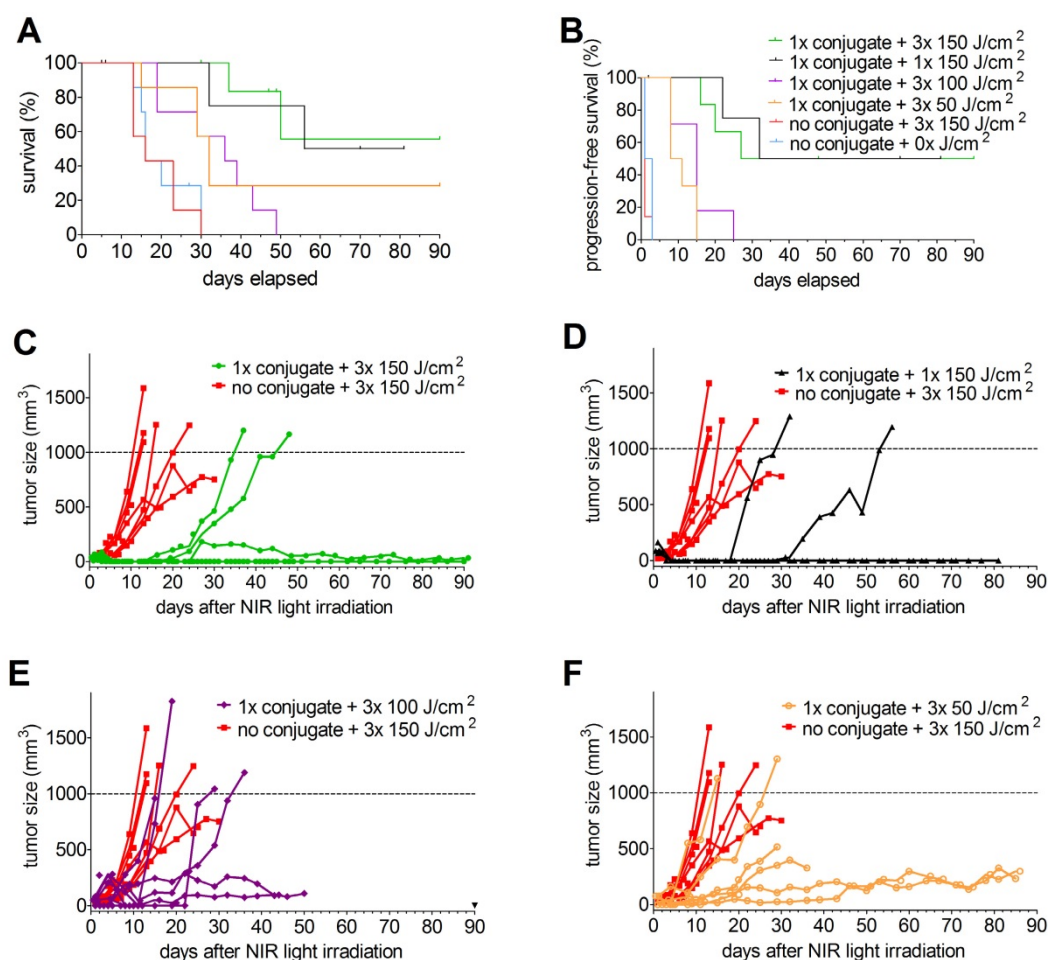 A
B
survival (%)
100
80
60
40
20
0
0 10 20 30 40 50 60 70 80 90
days elapsed
progression-free survival (%)
100
80
60
40
20
0
0 10 20 30 40 50 60 70 80 90
days elapsed
1x conjugate + 3x 150 J/cm²
1x conjugate + 1x 150 J/cm²
1x conjugate + 3x 100 J/cm²
1x conjugate + 3x 50 J/cm²
no conjugate + 3x 150 J/cm²
no conjugate + 0x J/cm²
C
1x conjugate + 3x 150 J/cm²
no conjugate + 3x 150 J/cm²
tumor size (mm³)
1500
1000
500
0
0 10 20 30 40 50 60 70 80 90
days after NIR light irradiation
D
1x conjugate + 1x 150 J/cm²
no conjugate + 3x 150 J/cm²
tumor size (mm³)
1500
1000
500
0
0 10 20 30 40 50 60 70 80 90
days after NIR light irradiation
E
1x conjugate + 3x 100 J/cm²
no conjugate + 3x 150 J/cm²
tumor size (mm³)
1500
1000
500
0
0 10 20 30 40 50 60 70 80 90
days after NIR light irradiation
F
1x conjugate + 3x 50 J/cm²
no conjugate + 3x 150 J/cm²
tumor size (mm³)
1500
1000
500
0
0 10 20 30 40 50 60 70 80 90
days after NIR light irradiation